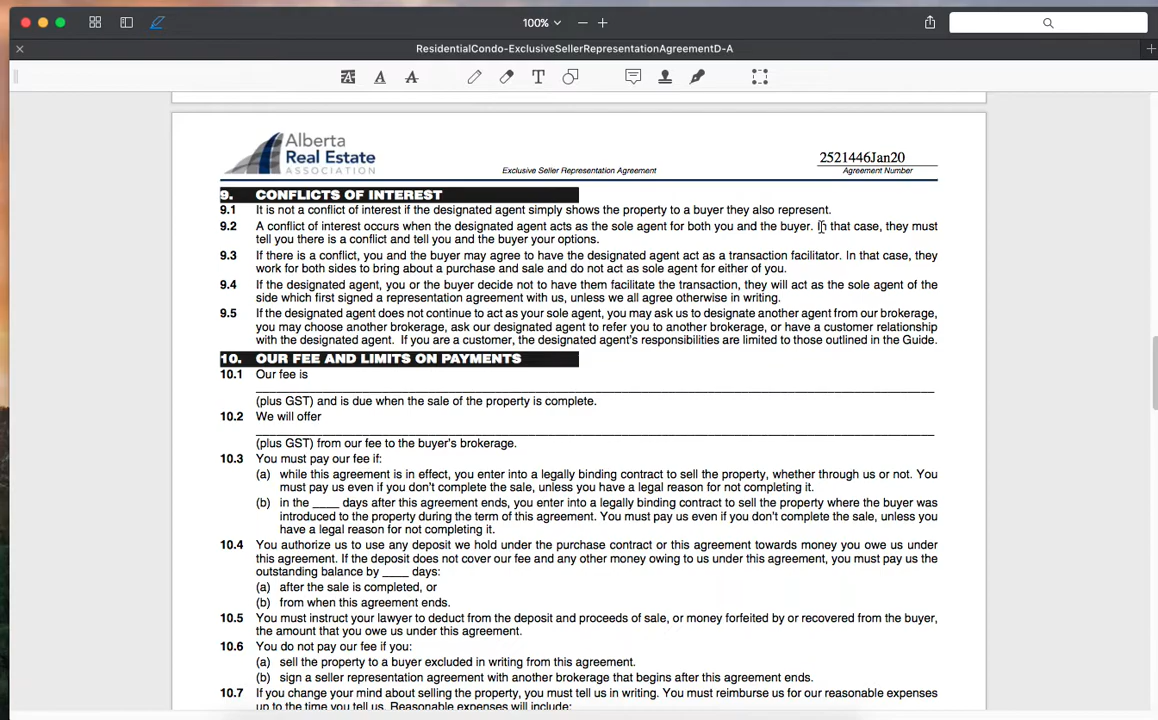 100%
ResidentialCondo-ExclusiveSellerRepresentationAgreementD-A
Alberta
Real Estate
ASSOCIATION
Exclusive Seller Representation Agreement
2521446Jan20
Agreement Number
9. CONFLICTS OF INTEREST
9.1 It is not a conflict of interest if the designated agent simply shows the property to a buyer they also represent.
9.2 A conflict of interest occurs when the designated agent acts as the sole agent for both you and the buyer. In that case, they must
tell you there is a conflict and tell you and the buyer your options.
9.3 If there is a conflict, you and the buyer may agree to have the designated agent act as a transaction facilitator. In that case, they
work for both sides to bring about a purchase and sale and do not act as sole agent for either of you.
9.4 If the designated agent, you or the buyer decide not to have them facilitate the transaction, they will act as the sole agent of the
side which first signed a representation agreement with us, unless we all agree otherwise in writing.
9.5 If the designated agent does not continue to act as your sole agent, you may ask us to designate another agent from our brokerage,
you may choose another brokerage, ask our designated agent to refer you to another brokerage, or have a customer relationship
with the designated agent. If you are a customer, the designated agent's responsibilities are limited to those outlined in the Guide.
10. OUR FEE AND LIMITS ON PAYMENTS
10.1 Our fee is
(plus GST) and is due when the sale of the property is complete.
10.2 We will offer
(plus GST) from our fee to the buyer's brokerage.
10.3 You must pay our fee if:
(a) while this agreement is in effect, you enter into a legally binding contract to sell the property, whether through us or not. You
must pay us even if you don't complete the sale, unless you have a legal reason for not completing it.
(b) in the ____ days after this agreement ends, you enter into a legally binding contract to sell the property where the buyer was
introduced to the property during the term of this agreement. You must pay us even if you don't complete the sale, unless you
have a legal reason for not completing it.
10.4 You authorize us to use any deposit we hold under the purchase contract or this agreement towards money you owe us under
this agreement. If the deposit does not cover our fee and any other money owing to us under this agreement, you must pay us the
outstanding balance by ____ days:
(a) after the sale is completed, or
(b) from when this agreement ends.
10.5 You must instruct your lawyer to deduct from the deposit and proceeds of sale, or money forfeited by or recovered from the buyer,
the amount that you owe us under this agreement.
10.6 You do not pay our fee if you:
(a) sell the property to a buyer excluded in writing from this agreement.
(b) sign a seller representation agreement with another brokerage that begins after this agreement ends.
10.7 If you change your mind about selling the property, you must tell us in writing. You must reimburse us for our reasonable expenses
up to the time you tell us. Reasonable expenses will include: